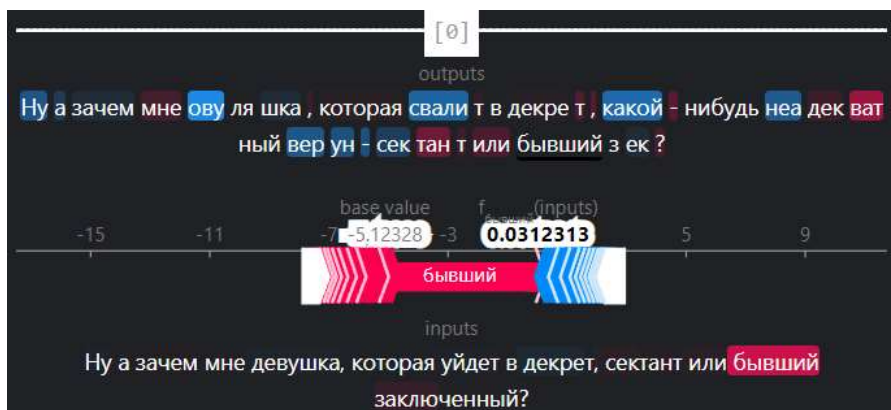 [0]
outputs
Ну а зачем мне ову ля шка , которая свали т в декре т , какой - нибудь неа дек ват
ный вер ун - сек тан т или бывший з ек ?
base value f бывший (inputs)
-15 -11 -7 -5.12328 -3 0.0312313 5 9
бывший
inputs
Ну а зачем мне девушка, которая уйдет в декрет, сектант или бывший
заключенный?